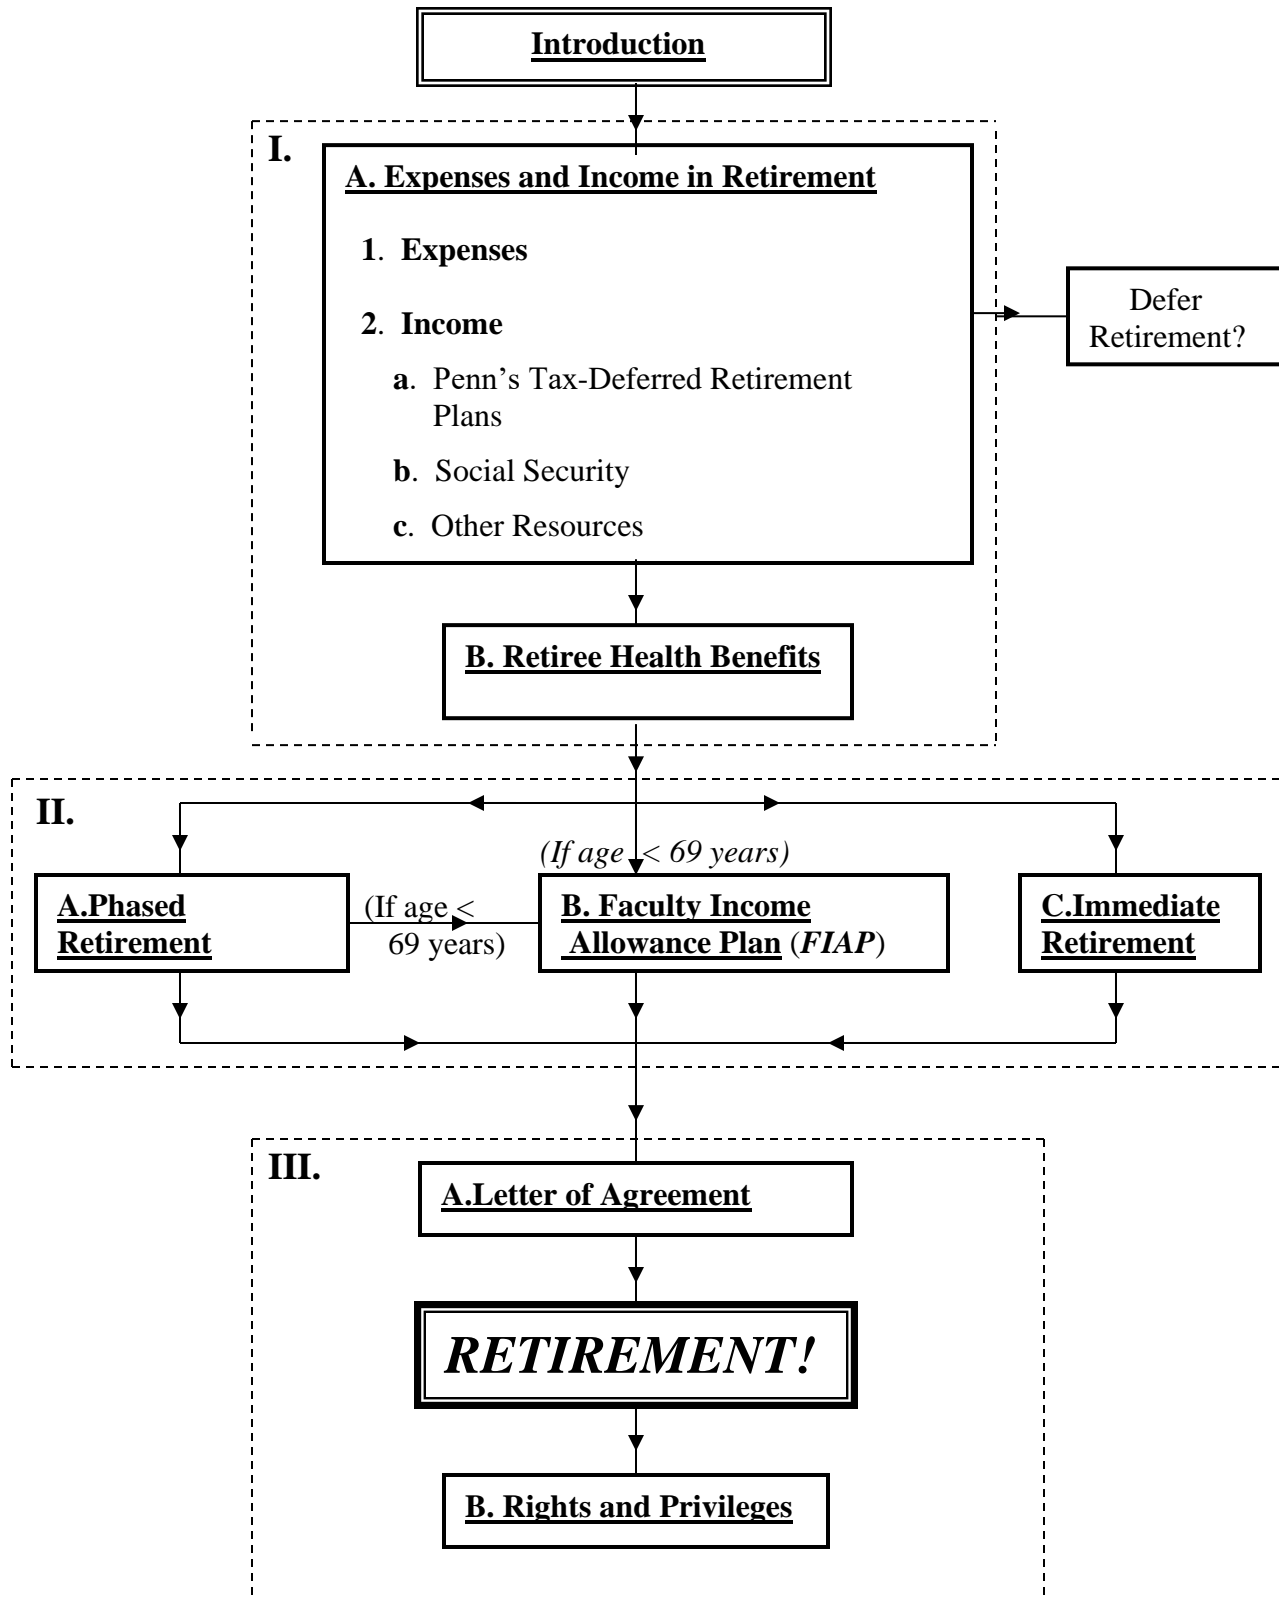 Introduction
I.
A. Expenses and Income in Retirement
1. Expenses
2. Income
a. Penn’s Tax-Deferred Retirement
Plans
b. Social Security
c. Other Resources
Defer
Retirement?
B. Retiree Health Benefits
II.
(If age < 69 years)
A.Phased
Retirement
(If age <
69 years)
B. Faculty Income
Allowance Plan (FIAP)
C.Immediate
Retirement
III.
A.Letter of Agreement
RETIREMENT!
B. Rights and Privileges